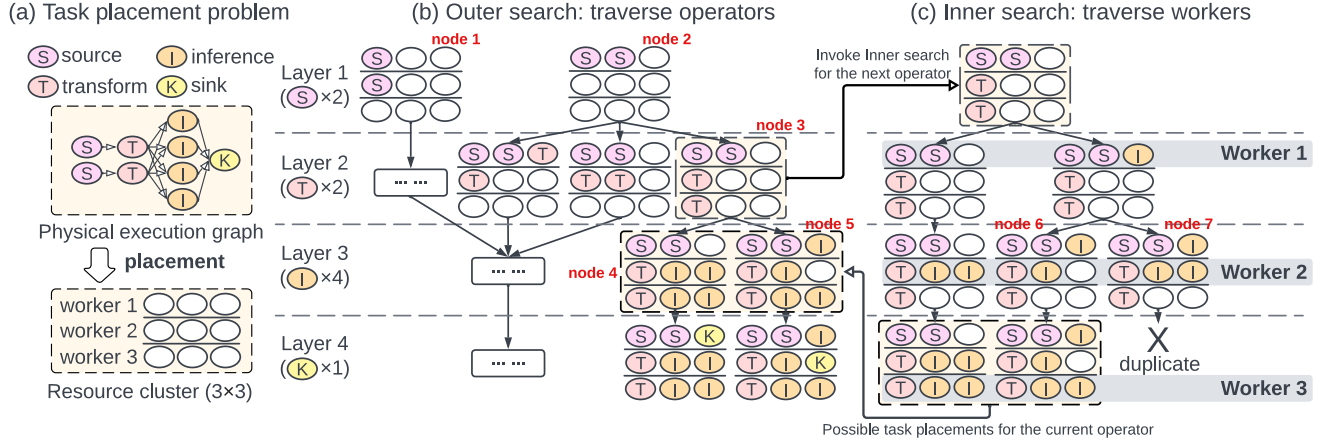 (a) Task placement problem
S source
I inference
T transform
K sink
I
S T I K
S T I
I
Physical execution graph
placement
worker 1
worker 2
worker 3
Resource cluster (3×3)
(b) Outer search: traverse operators
node 1
node 2
Layer 1
(S×2)
S
S
S S
node 3
Layer 2
(T×2)
... ...
S S T
T
S S
T T
S S
T
T
node 5
node 4
Layer 3
(I×4)
... ...
S S
T I I
T I I
S S I
T I
T I I
Layer 4
(K×1)
... ...
S S K
T I I
T I I
S S I
T I K
T I I
(c) Inner search: traverse workers
Invoke Inner search
for the next operator
S S
T
T
Worker 1
S S
T
T
S S I
T
T
node 6
node 7
Worker 2
S S
T I I
T
S S I
T I
T
S S I
T I I
T
X
duplicate
Worker 3
S S
T I I
T I I
S S I
T I
T I I
Possible task placements for the current operator